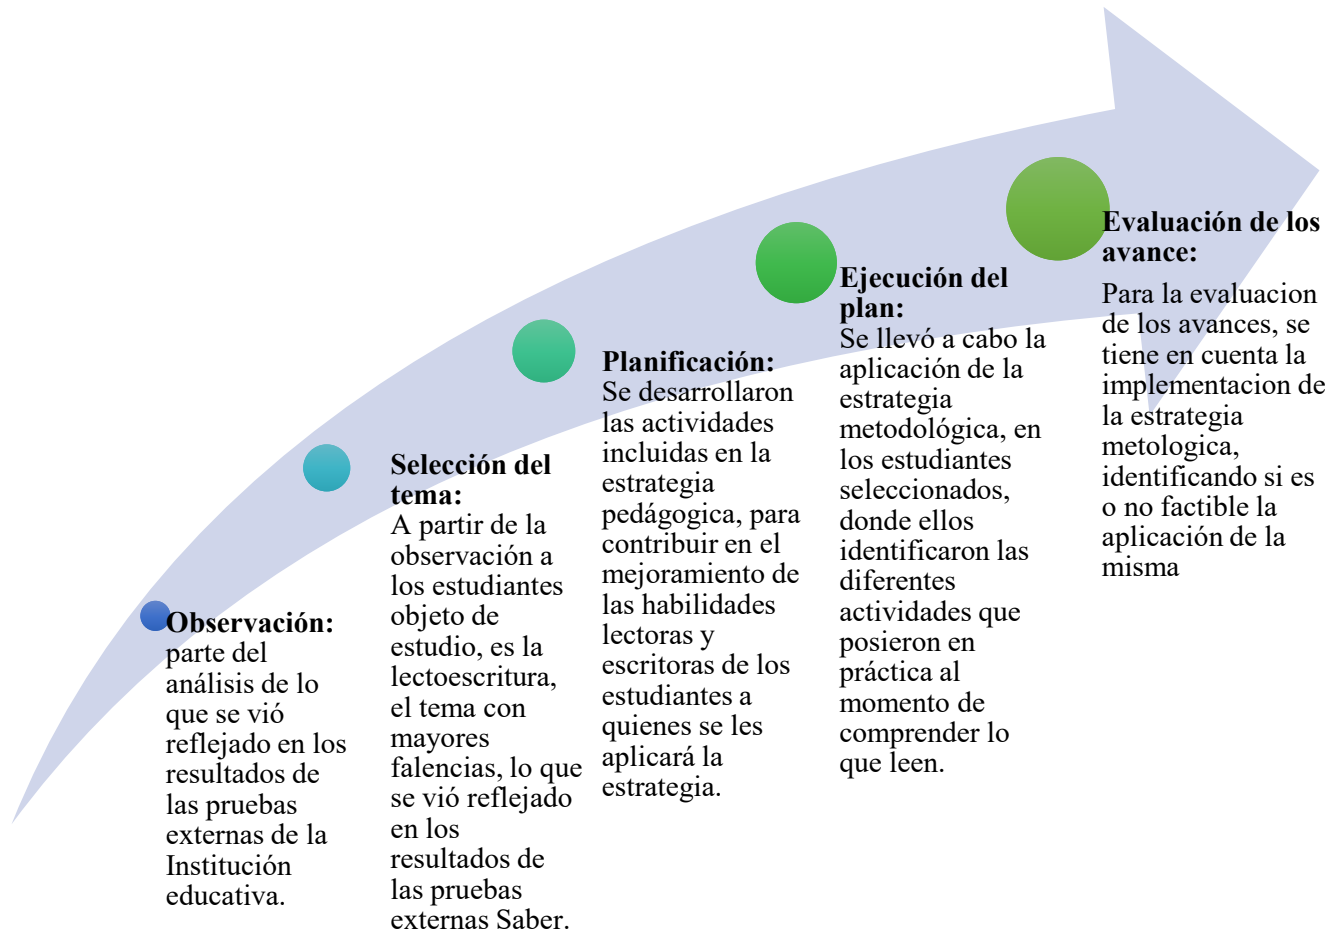 Observación:
parte del
análisis de lo
que se vió
reflejado en los
resultados de
las pruebas
externas de la
Institución
educativa.
Selección del
tema:
A partir de la
observación a
los estudiantes
objeto de
estudio, es la
lectoescritura,
el tema con
mayores
falencias, lo que
se vió reflejado
en los
resultados de
las pruebas
externas Saber.
Planificación:
Se desarrollaron
las actividades
incluidas en la
estrategia
pedágogica, para
contribuir en el
mejoramiento de
las habilidades
lectoras y
escritoras de los
estudiantes a
quienes se les
aplicará la
estrategia.
Ejecución del
plan:
Se llevó a cabo la
aplicación de la
estrategia
metodológica, en
los estudiantes
seleccionados,
donde ellos
identificaron las
diferentes
actividades que
posieron en
práctica al
momento de
comprender lo
que leen.
Evaluación de los
avance:
Para la evaluacion
de los avances, se
tiene en cuenta la
implementacion de
la estrategia
metologica,
identificando si es
o no factible la
aplicación de la
misma